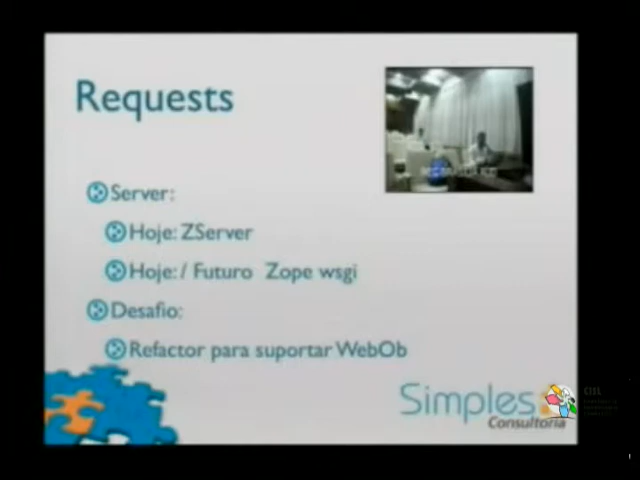 Requests
Server:
Hoje: ZServer
Hoje: / Futuro Zope wsgi
Desafio:
Refactor para suportar WebOb
Simples
Consultoria